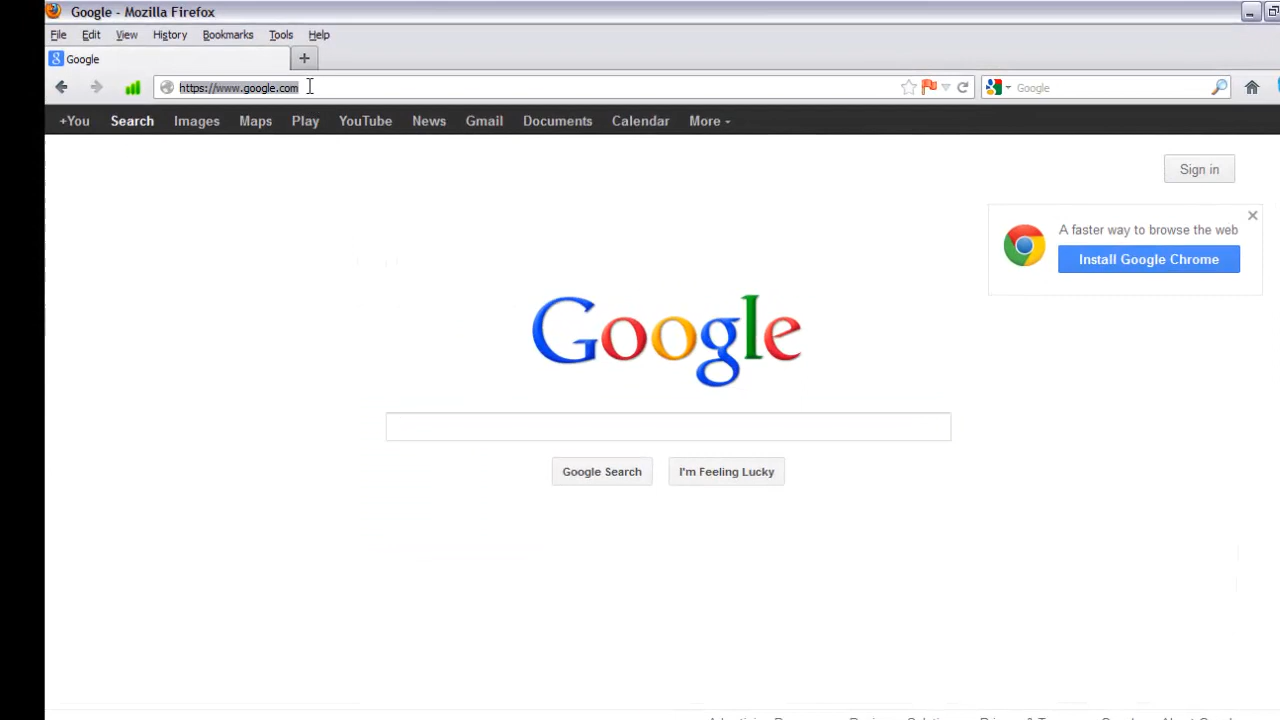 Google - Mozilla Firefox
File Edit View History Bookmarks Tools Help
Google
https://www.google.com Google
+You Search Images Maps Play YouTube News Gmail Documents Calendar More
Sign in
A faster way to browse the web
Install Google Chrome
Google
Google Search I'm Feeling Lucky